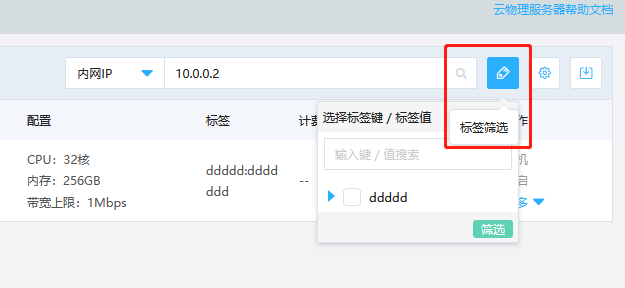 云物理服务器帮助文档
内网IP
10.0.0.2
配置
标签
选择标签键 / 标签值
标签筛选
作
CPU：32核
内存：256GB
带宽上限：1Mbps
ddddd:dddd
ddd
--
输入键 / 值搜索
机
启
多
ddddd
筛选